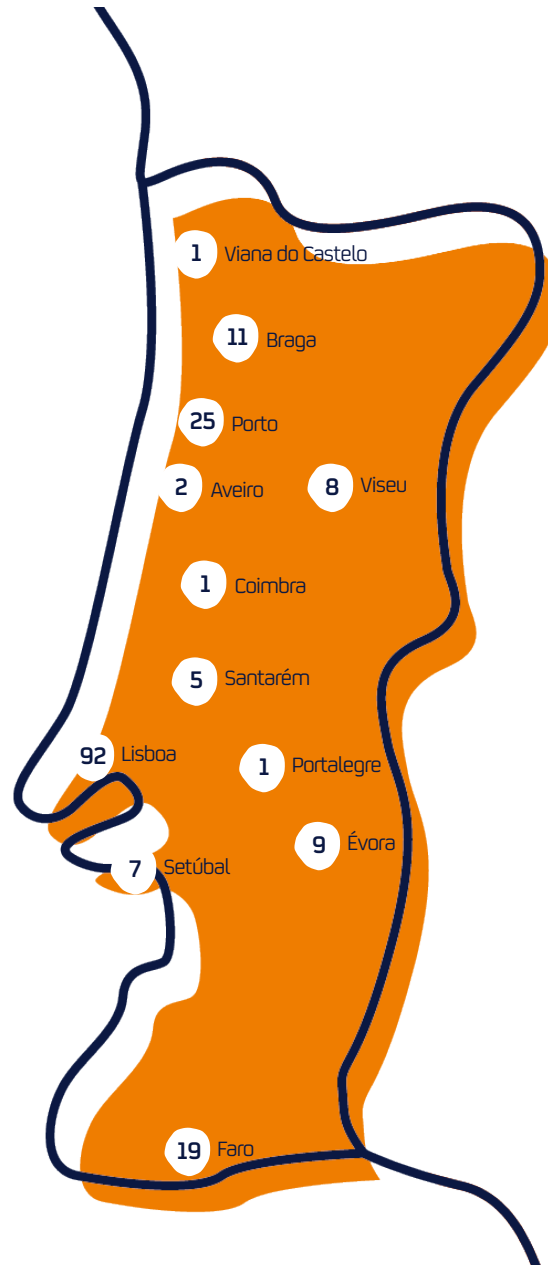 1 Viana do Castelo
11 Braga
25 Porto
2 Aveiro
8 Viseu
1 Coimbra
5 Santarém
92 Lisboa
1 Portalegre
9 Évora
7 Setúbal
19 Faro